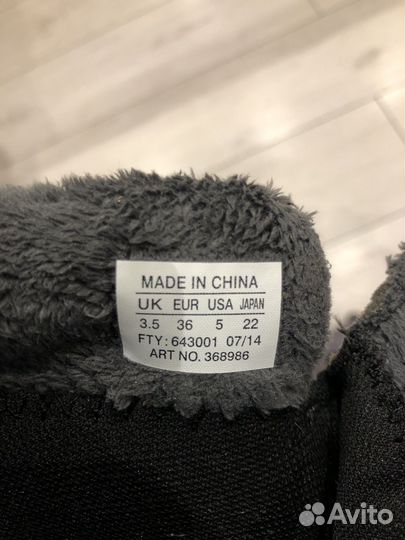 MADE IN CHINA
UK EUR USA JAPAN
3.5 36 5 22
FTY: 643001 07/14
ART NO. 368986
Avito